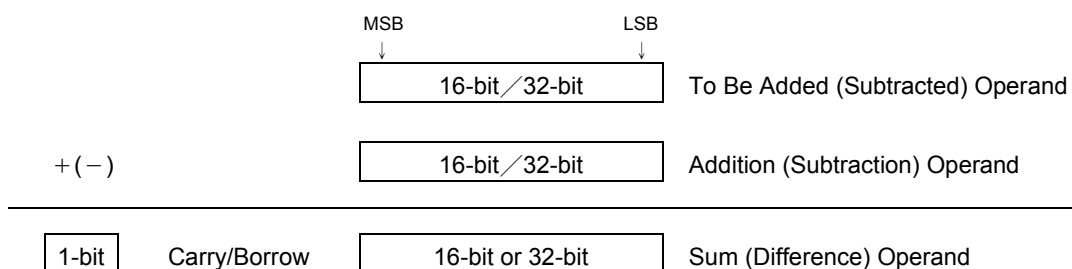 MSB LSB
↓ ↓
16-bit／32-bit To Be Added (Subtracted) Operand
＋(－) 16-bit／32-bit Addition (Subtraction) Operand
1-bit Carry/Borrow 16-bit or 32-bit Sum (Difference) Operand